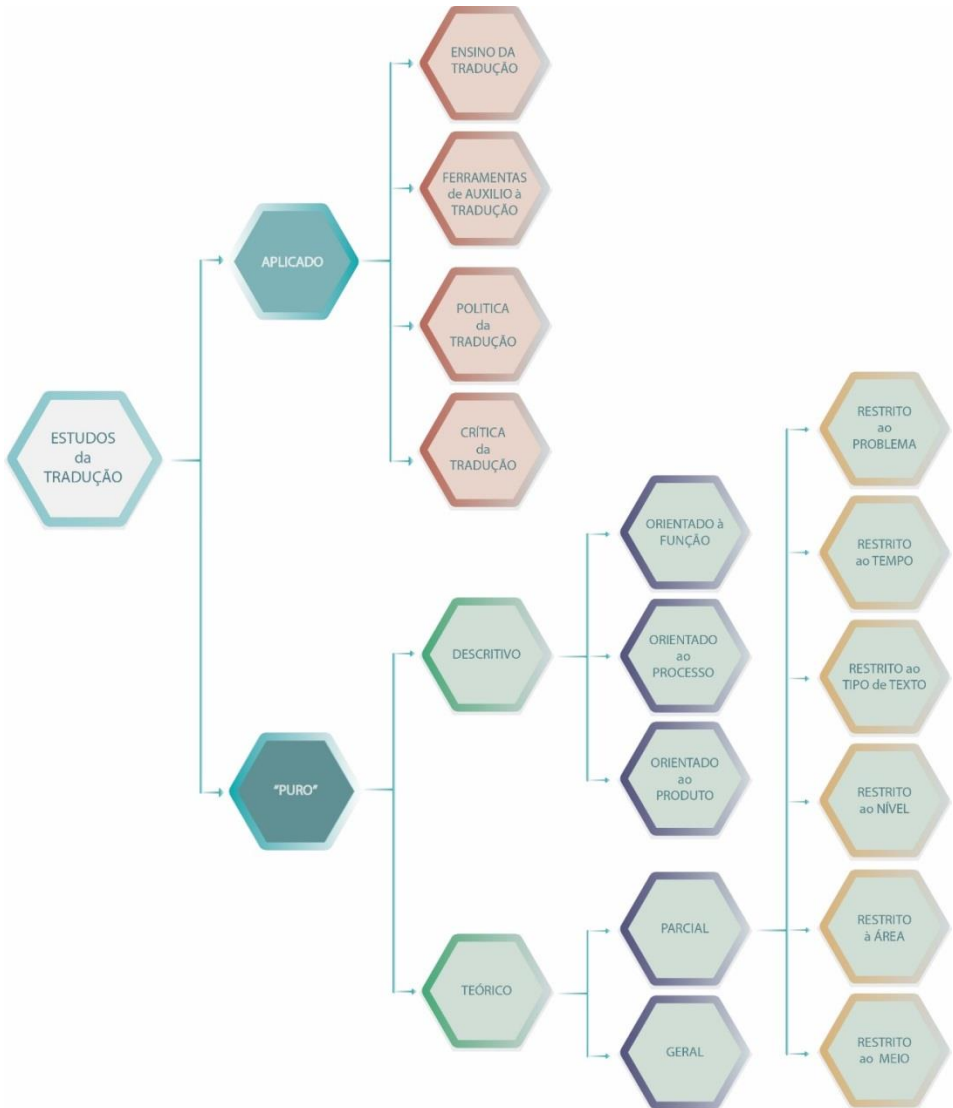 ENSINO DA
TRADUÇÃO
FERRAMENTAS
de AUXILIO à
TRADUÇÃO
APLICADO
POLITICA
da
TRADUÇÃO
CRÍTICA
da
TRADUÇÃO
ESTUDOS
da
TRADUÇÃO
"PURO"
DESCRITIVO
ORIENTADO à
FUNÇÃO
ORIENTADO
ao
PROCESSO
ORIENTADO
ao
PRODUTO
TEÓRICO
PARCIAL
GERAL
RESTRITO
ao
PROBLEMA
RESTRITO
ao TEMPO
RESTRITO ao
TIPO de TEXTO
RESTRITO
ao NÍVEL
RESTRITO
à ÁREA
RESTRITO
ao MEIO